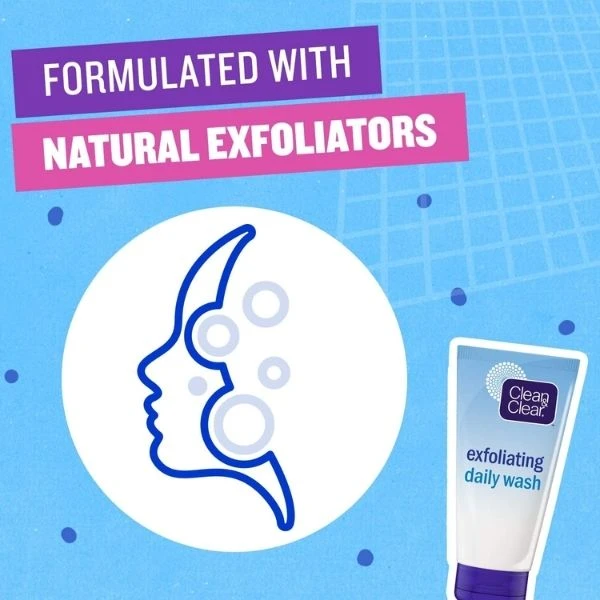 FORMULATED WITH
NATURAL EXFOLIATORS
Clean &
Clear.
exfoliating
daily wash